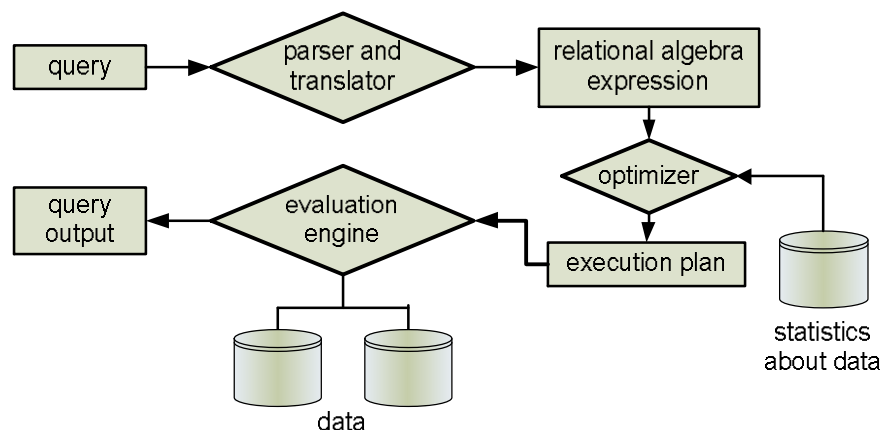 query
parser and
translator
relational algebra
expression
optimizer
statistics
about data
execution plan
evaluation
engine
data
query
output